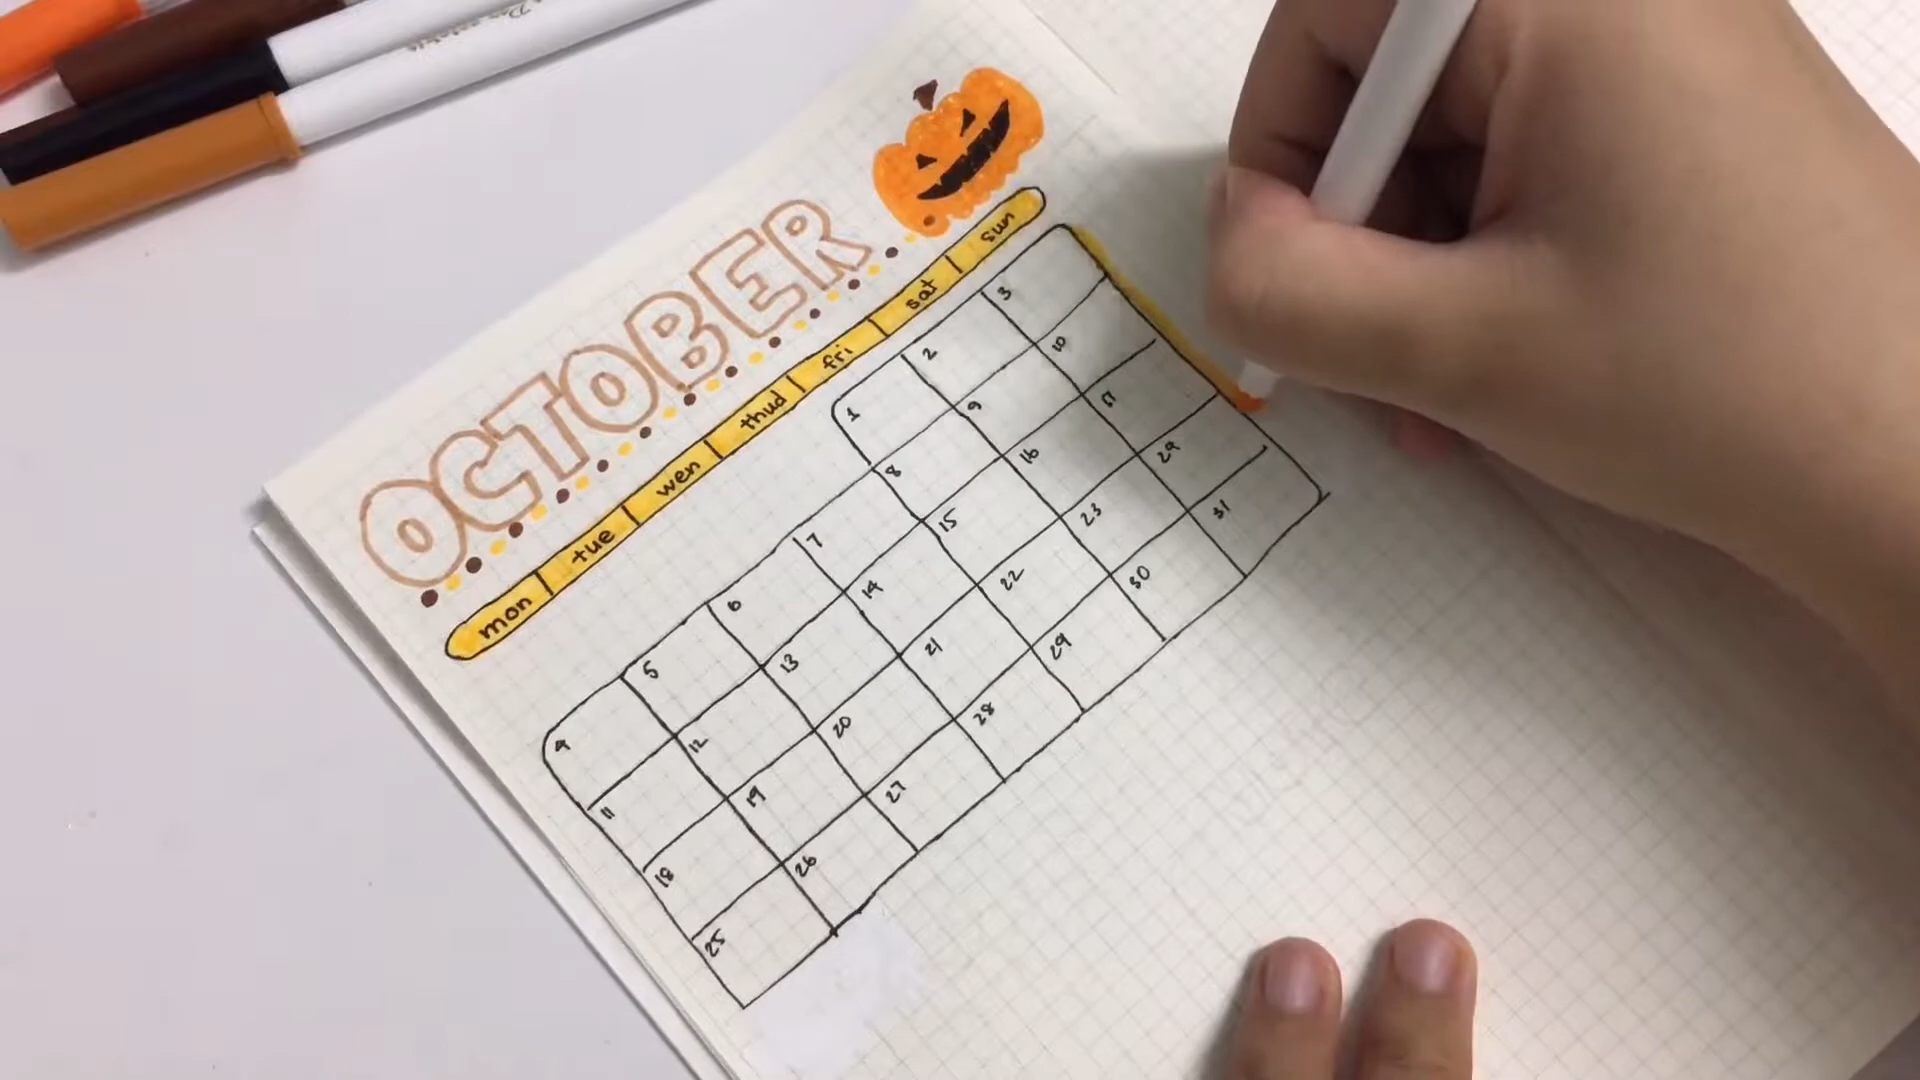 OCTOBER
mon tue wen thud fri sat sun
1 2 3
4 5 6 7 8 9 10
11 12 13 14 15 16 17
18 19 20 21 22 23 29
25 26 27 28 29 30 31